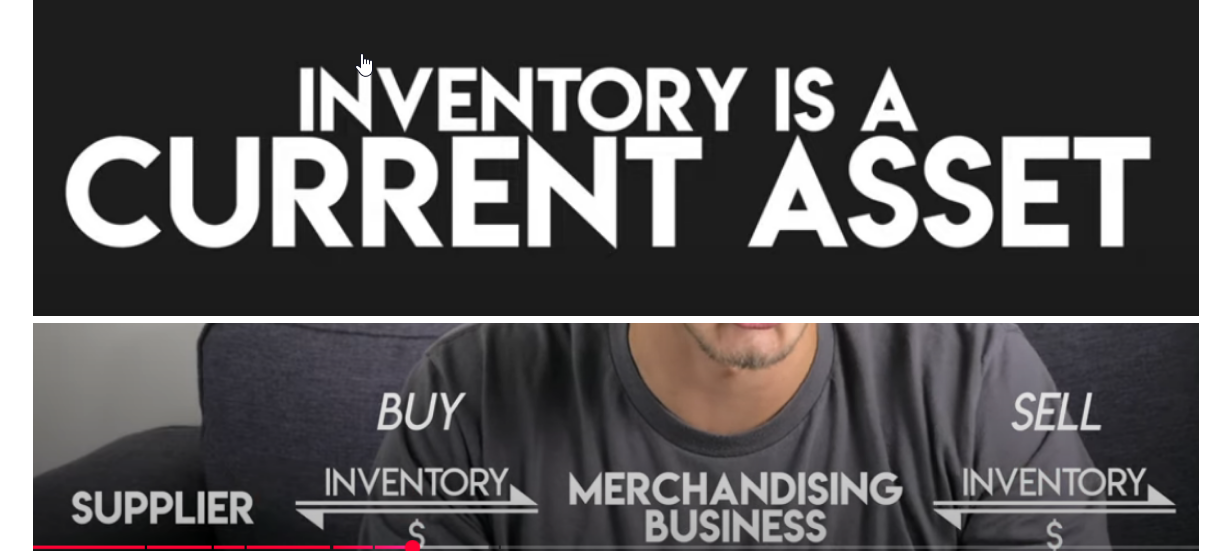 INVENTORY IS A
CURRENT ASSET
BUY
SELL
INVENTORY
INVENTORY
SUPPLIER
MERCHANDISING
BUSINESS
$
$